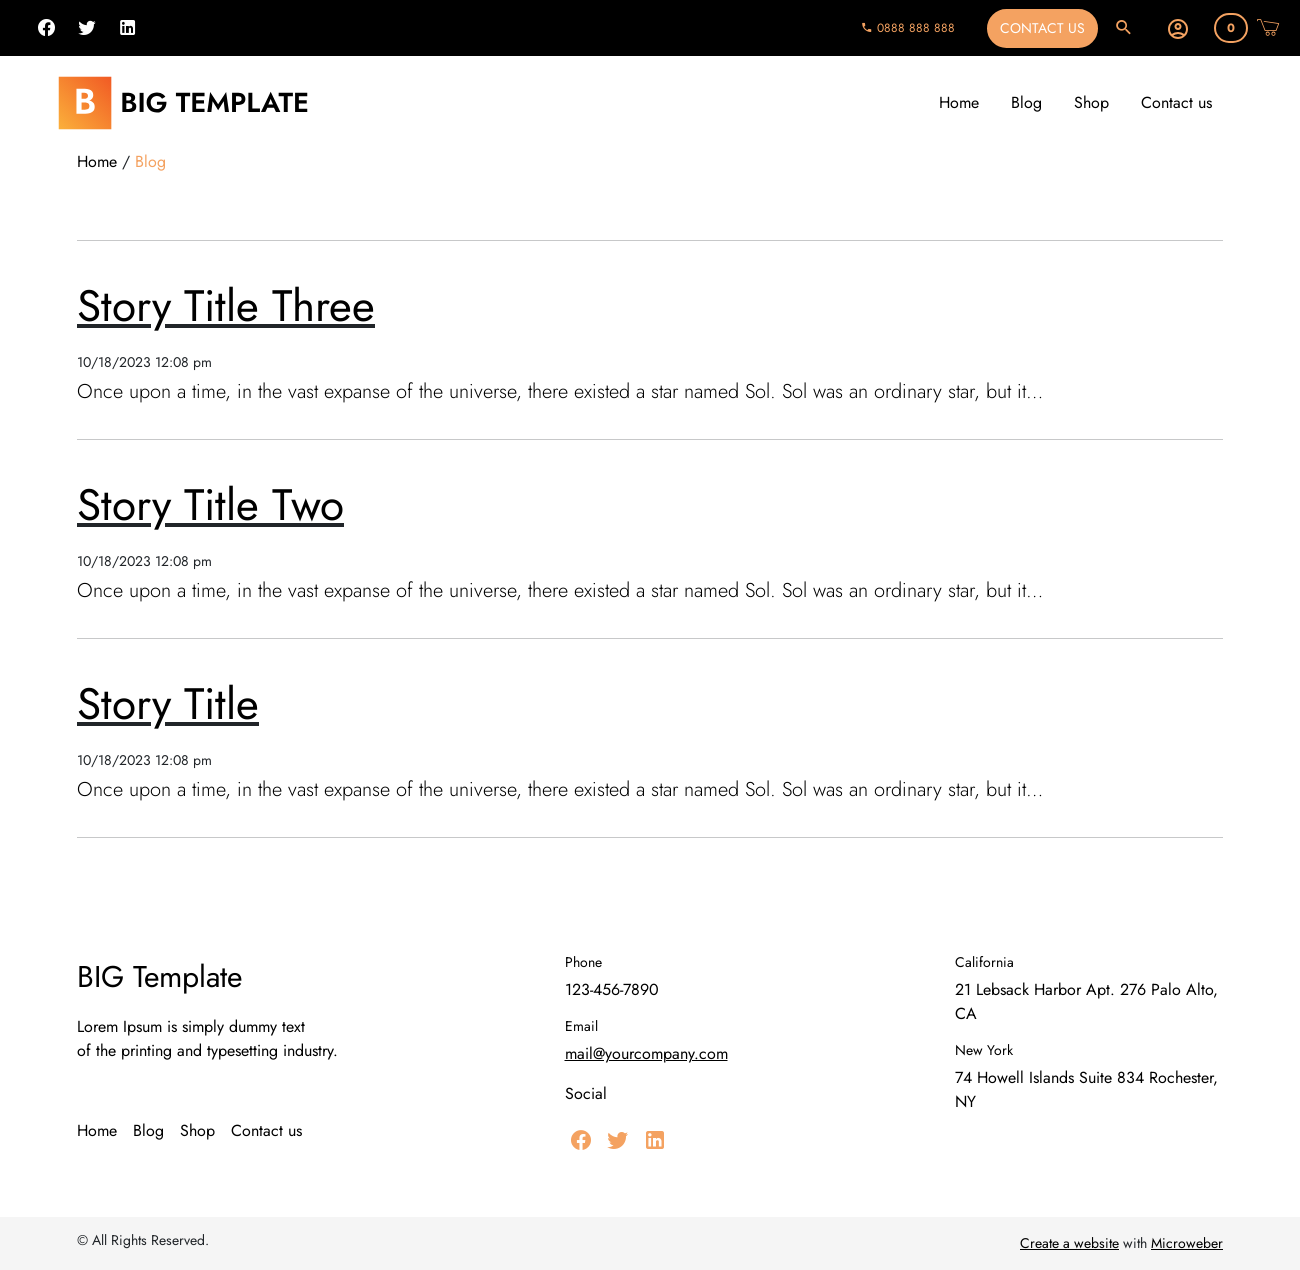 0888 888 888
CONTACT US
0
B BIG TEMPLATE
Home Blog Shop Contact us
Home / Blog
Story Title Three
10/18/2023 12:08 pm
Once upon a time, in the vast expanse of the universe, there existed a star named Sol. Sol was an ordinary star, but it...
Story Title Two
10/18/2023 12:08 pm
Once upon a time, in the vast expanse of the universe, there existed a star named Sol. Sol was an ordinary star, but it...
Story Title
10/18/2023 12:08 pm
Once upon a time, in the vast expanse of the universe, there existed a star named Sol. Sol was an ordinary star, but it...
BIG Template
Lorem Ipsum is simply dummy text
of the printing and typesetting industry.
Home Blog Shop Contact us
Phone
123-456-7890
Email
mail@yourcompany.com
Social
California
21 Lebsack Harbor Apt. 276 Palo Alto,
CA
New York
74 Howell Islands Suite 834 Rochester,
NY
© All Rights Reserved.
Create a website with Microweber